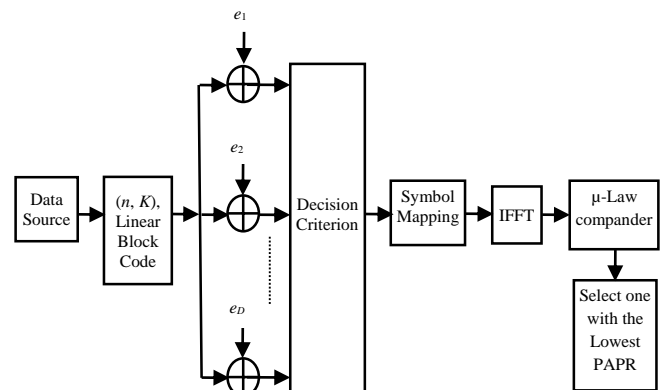 e1
e2
Data
Source
(n, K),
Linear
Block
Code
Decision
Criterion
Symbol
Mapping
IFFT
µ-Law
compander
eD
Select one
with the
Lowest
PAPR